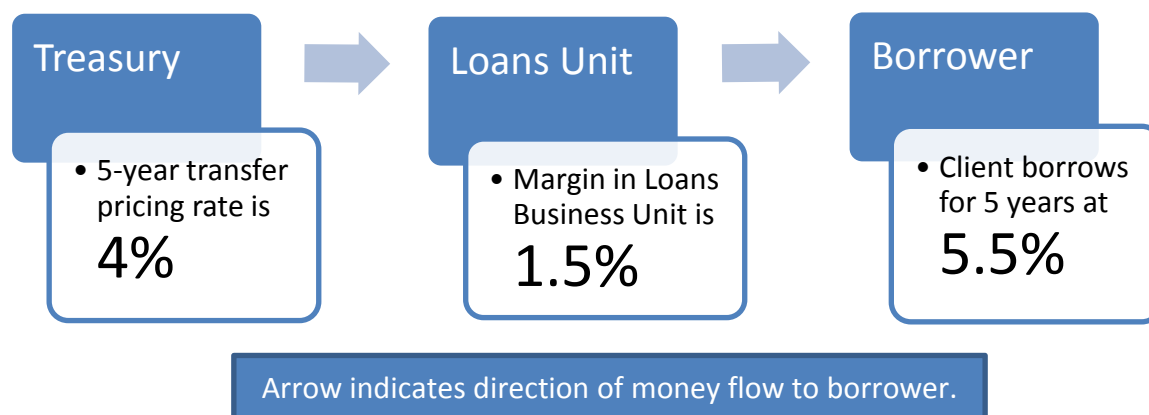 Treasury
• 5-year transfer
pricing rate is
4%
Loans Unit
• Margin in Loans
Business Unit is
1.5%
Borrower
• Client borrows
for 5 years at
5.5%
Arrow indicates direction of money flow to borrower.